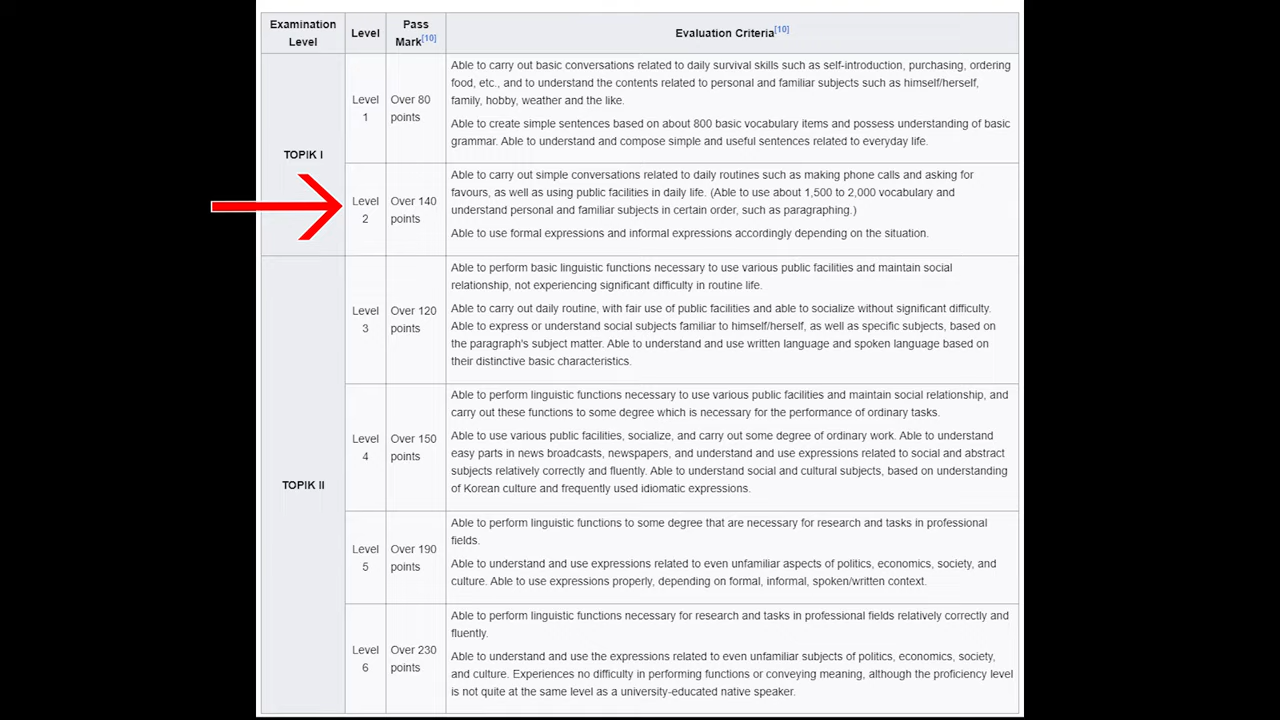 Examination Level
Level
Pass Mark[10]
Evaluation Criteria[10]
TOPIK I
Level 1
Over 80 points
Able to carry out basic conversations related to daily survival skills such as self-introduction, purchasing, ordering
food, etc., and to understand the contents related to personal and familiar subjects such as himself/herself,
family, hobby, weather and the like.
Able to create simple sentences based on about 800 basic vocabulary items and possess understanding of basic
grammar. Able to understand and compose simple and useful sentences related to everyday life.
Level 2
Over 140 points
Able to carry out simple conversations related to daily routines such as making phone calls and asking for
favours, as well as using public facilities in daily life. (Able to use about 1,500 to 2,000 vocabulary and
understand personal and familiar subjects in certain order, such as paragraphing.)
Able to use formal expressions and informal expressions accordingly depending on the situation.
TOPIK II
Level 3
Over 120 points
Able to perform basic linguistic functions necessary to use various public facilities and maintain social
relationship, not experiencing significant difficulty in routine life.
Able to carry out daily routine, with fair use of public facilities and able to socialize without significant difficulty.
Able to express or understand social subjects familiar to himself/herself, as well as specific subjects, based on
the paragraph's subject matter. Able to understand and use written language and spoken language based on
their distinctive basic characteristics.
Level 4
Over 150 points
Able to perform linguistic functions necessary to use various public facilities and maintain social relationship, and
carry out these functions to some degree which is necessary for the performance of ordinary tasks.
Able to use various public facilities, socialize, and carry out some degree of ordinary work. Able to understand
easy parts in news broadcasts, newspapers, and understand and use expressions related to social and abstract
subjects relatively correctly and fluently. Able to understand social and cultural subjects, based on understanding
of Korean culture and frequently used idiomatic expressions.
Level 5
Over 190 points
Able to perform linguistic functions to some degree that are necessary for research and tasks in professional
fields.
Able to understand and use expressions related to even unfamiliar aspects of politics, economics, society, and
culture. Able to use expressions properly, depending on formal, informal, spoken/written context.
Level 6
Over 230 points
Able to perform linguistic functions necessary for research and tasks in professional fields relatively correctly and
fluently.
Able to understand and use the expressions related to even unfamiliar subjects of politics, economics, society,
and culture. Experiences no difficulty in performing functions or conveying meaning, although the proficiency level
is not quite at the same level as a university-educated native speaker.